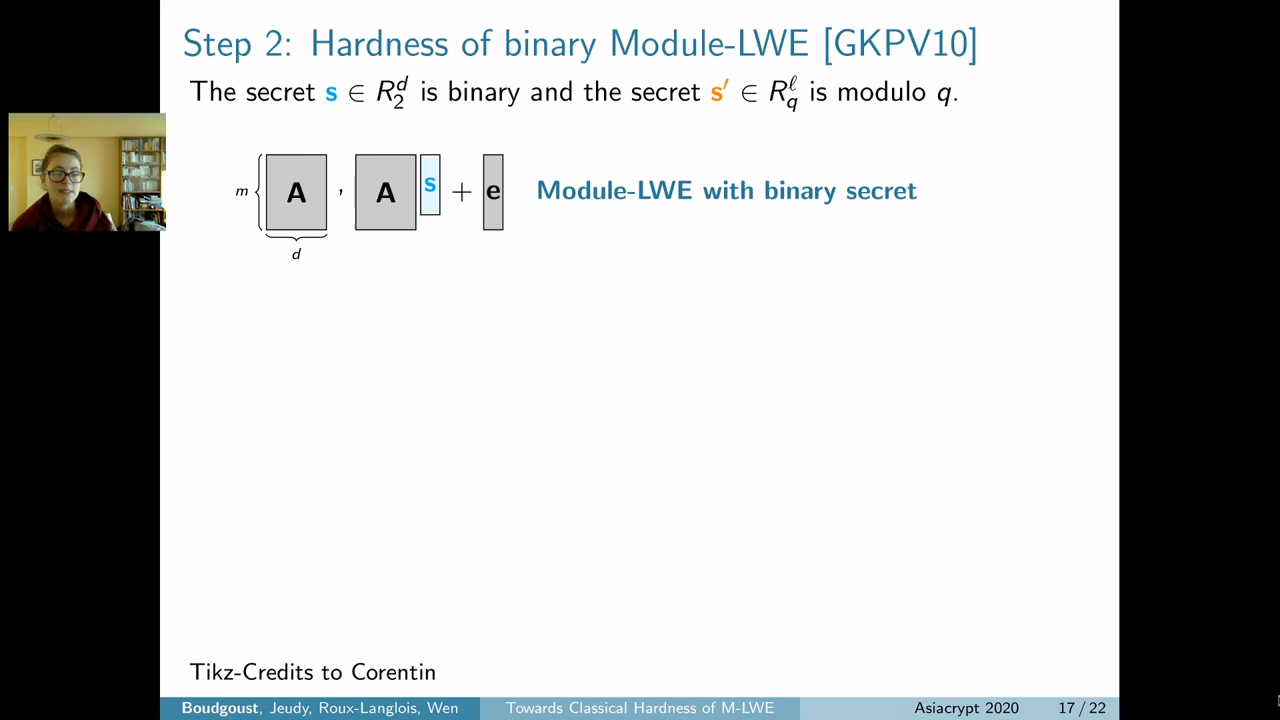 Step 2: Hardness of binary Module-LWE [GKPV10]
The secret s ∈ R₂ᵈ is binary and the secret s′ ∈ R_q^ℓ is modulo q.
m A , A s + e Module-LWE with binary secret
d
Tikz-Credits to Corentin
Boudgoust, Jeudy, Roux-Langlois, Wen Towards Classical Hardness of M-LWE Asiacrypt 2020 17 / 22